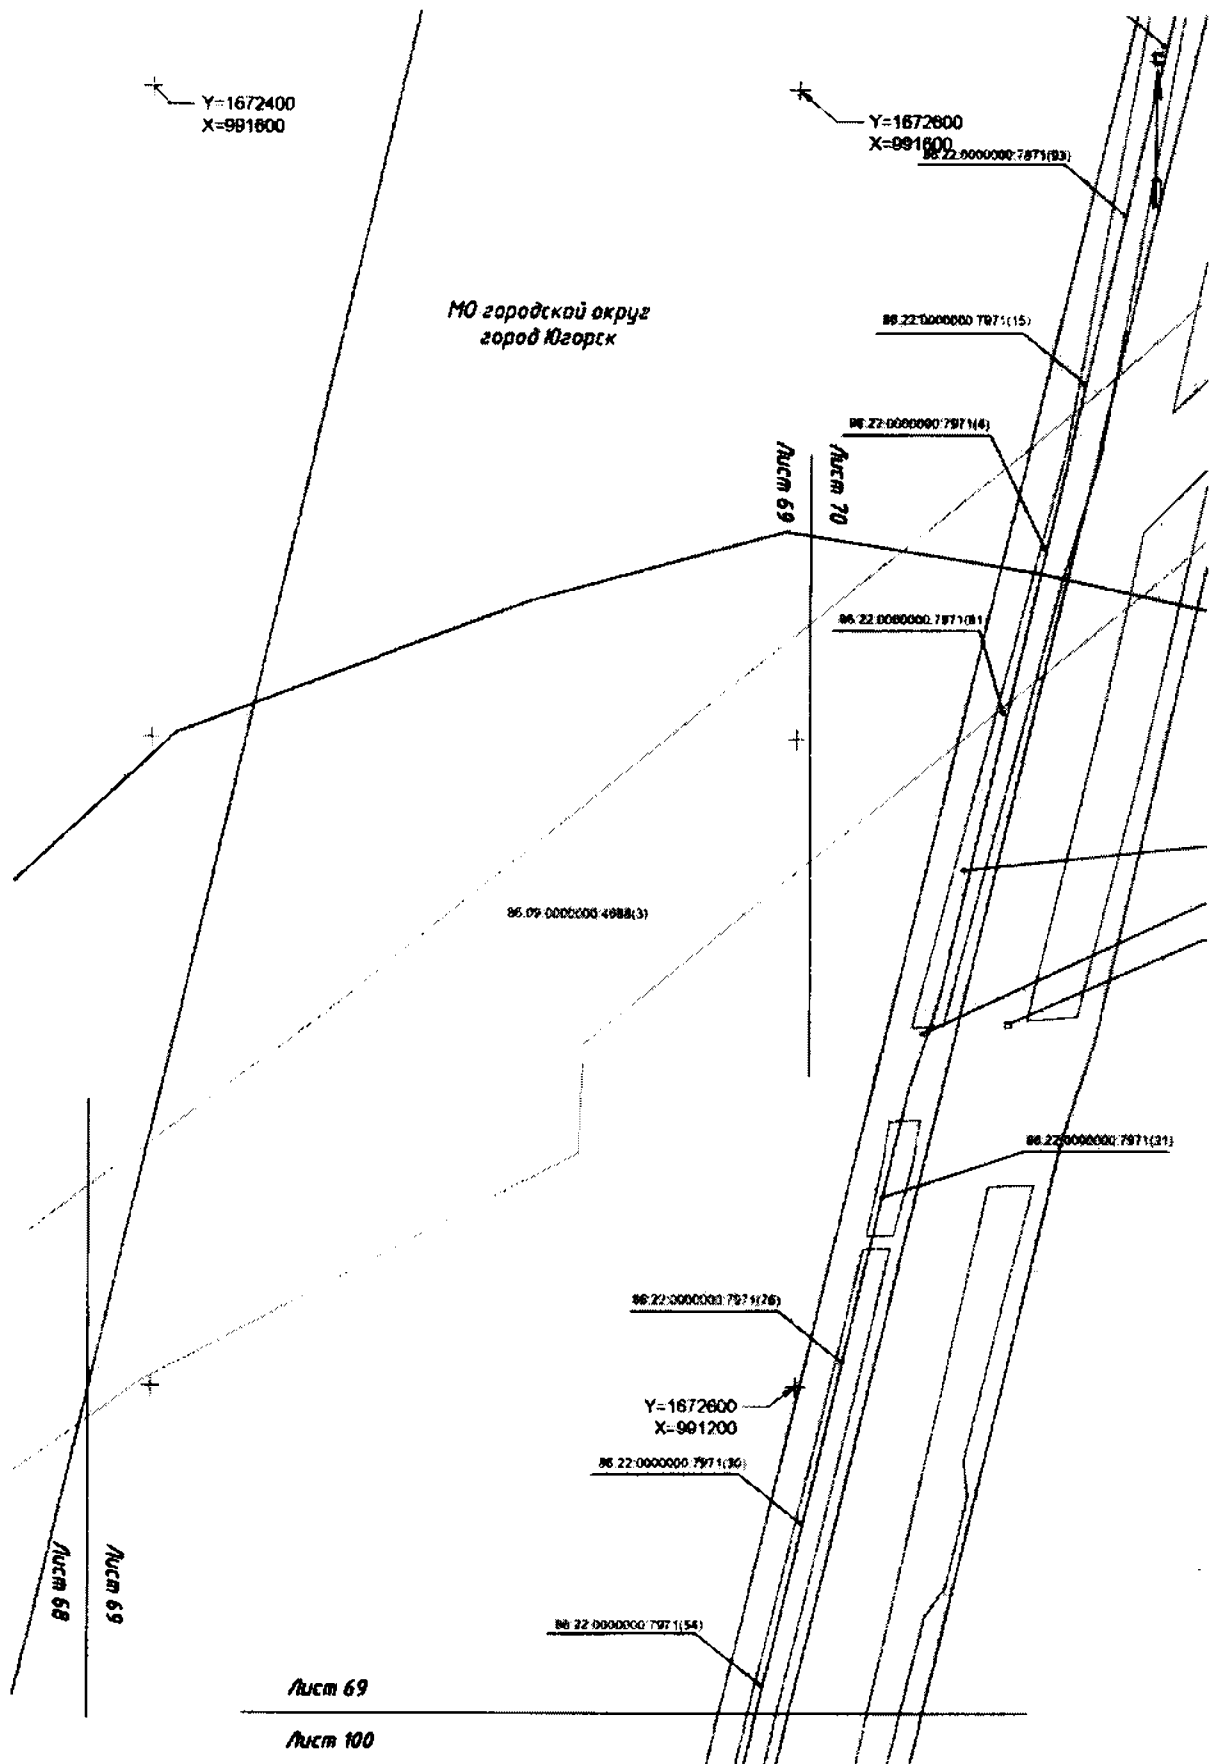 Y=1672400
X=991600
Y=1672600
X=991600
86:22:0000000:7971(93)
МО городской округ
город Югорск
86:22:0000000:7971(15)
86:22:0000000:7971(4)
Лист 69
Лист 70
86:22:0000000:7971(81)
86:09:0000000:4688(3)
86:22:0000000:7971(21)
86:22:0000000:7971(76)
Y=1672600
X=991200
86:22:0000000:7971(30)
Лист 68
Лист 69
86:22:0000000:7971(54)
Лист 69
Лист 100